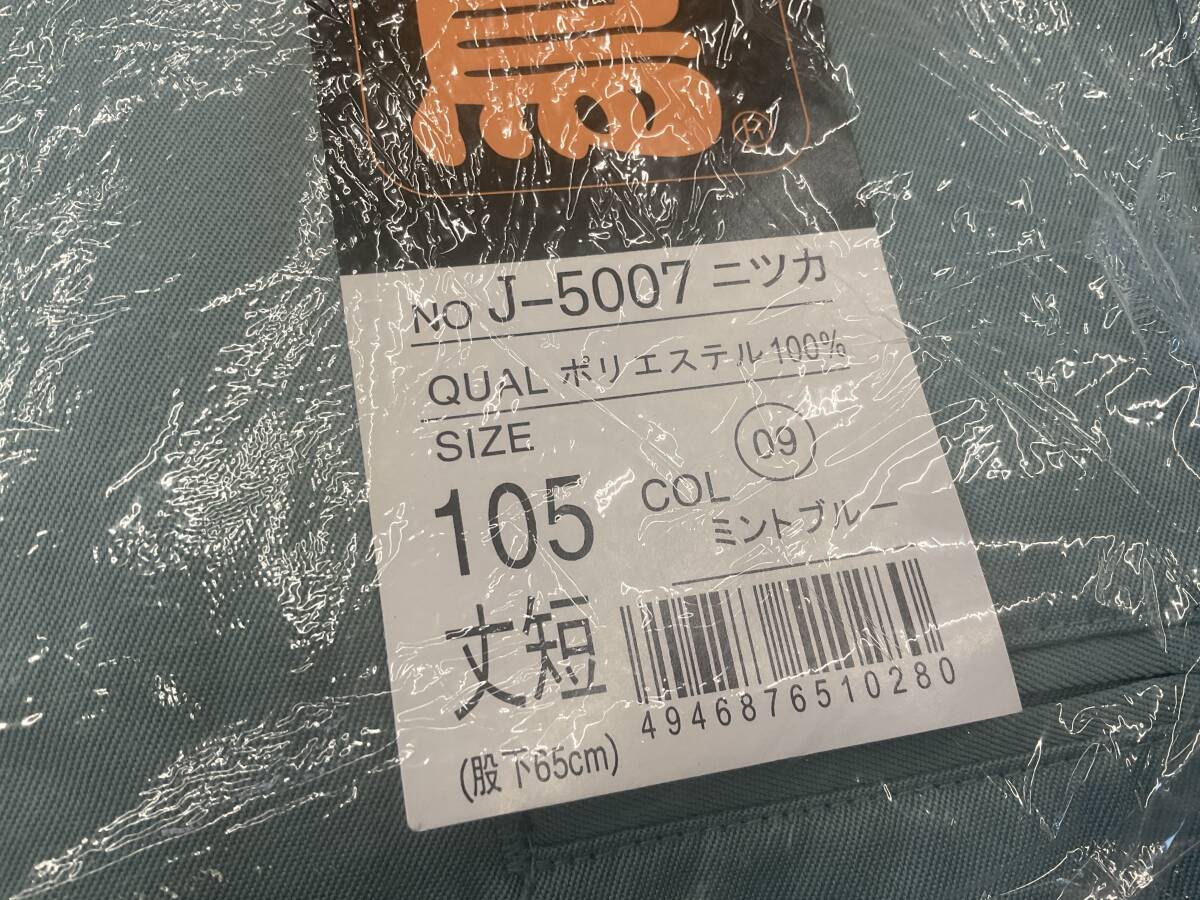 ®
NO J-5007 ニツカ
QUAL ポリエステル100%
SIZE
105
丈短
(股下65cm)
COL 09
ミントブルー
4946876510280